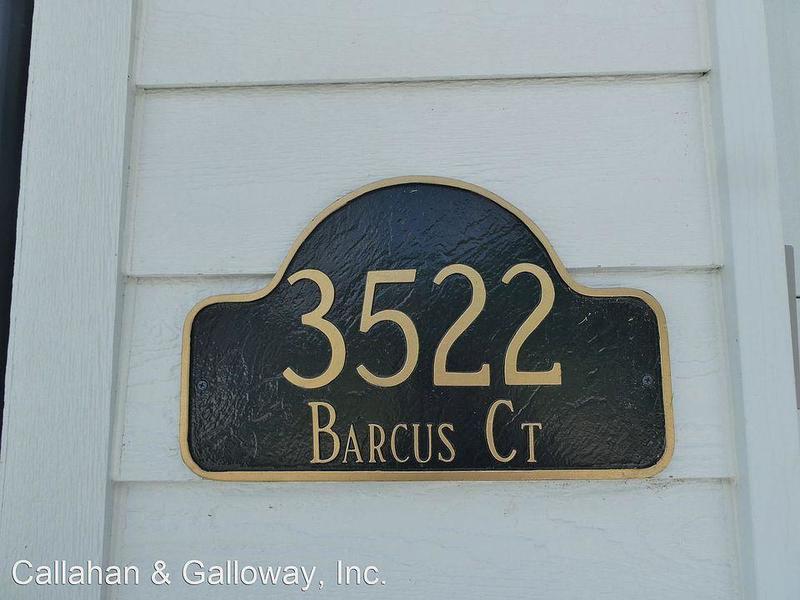 3522
Barcus Ct
Callahan & Galloway, Inc.